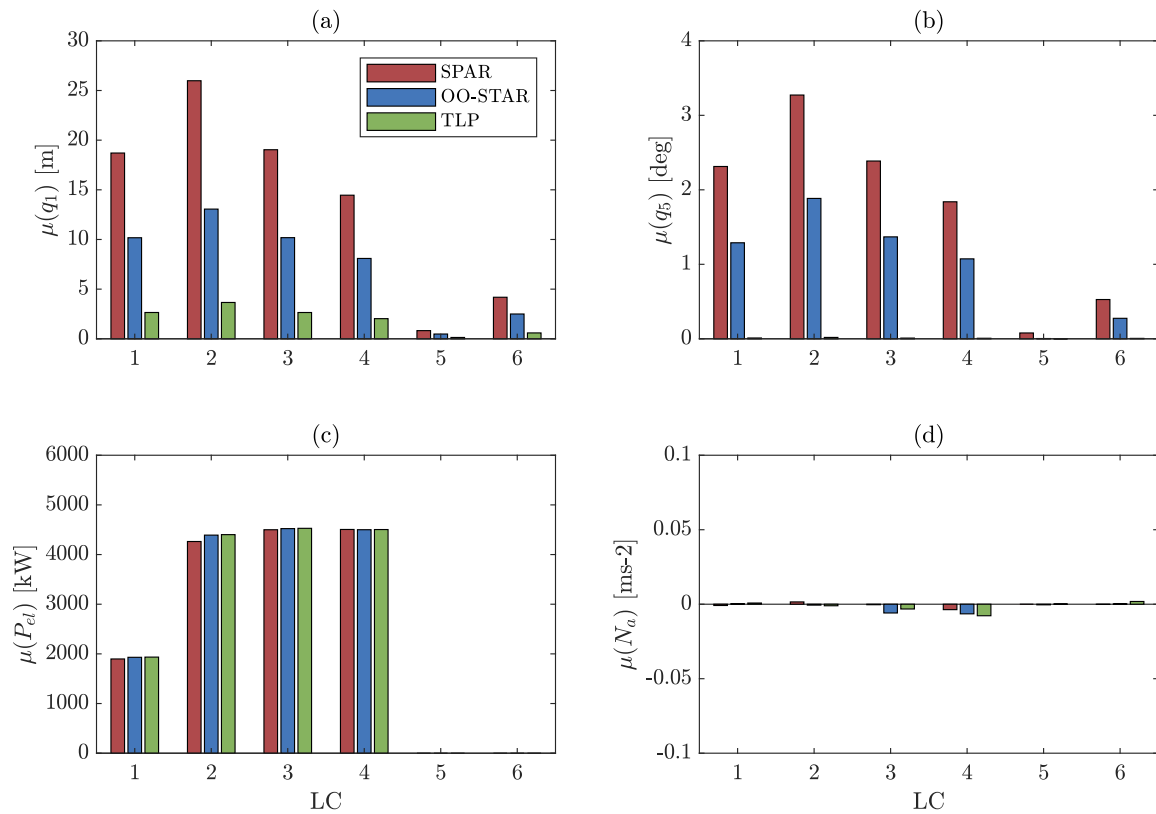 (a)
30
25
20
15
10
5
0
μ(q₁) [m]
SPAR
OO-STAR
TLP
1 2 3 4 5 6
(b)
4
3
2
1
0
μ(q₅) [deg]
1 2 3 4 5 6
(c)
6000
5000
4000
3000
2000
1000
0
μ(Pₑₗ) [kW]
1 2 3 4 5 6
LC
(d)
0.1
0.05
0
-0.05
-0.1
μ(Nₐ) [ms-2]
1 2 3 4 5 6
LC